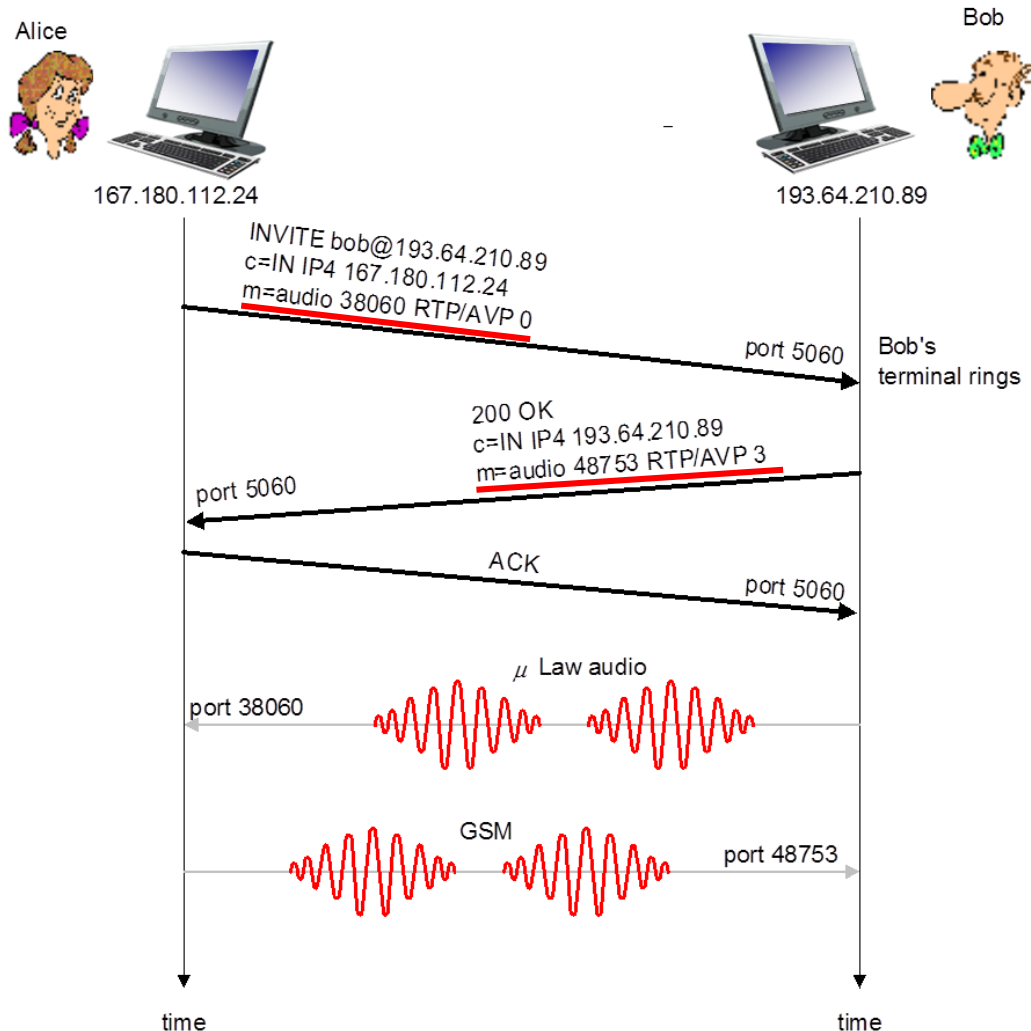 Alice
Bob
167.180.112.24
193.64.210.89
INVITE bob@193.64.210.89
c=IN IP4 167.180.112.24
m=audio 38060 RTP/AVP 0
port 5060
Bob's
terminal rings
200 OK
c=IN IP4 193.64.210.89
m=audio 48753 RTP/AVP 3
port 5060
ACK
port 5060
μ Law audio
port 38060
GSM
port 48753
time
time